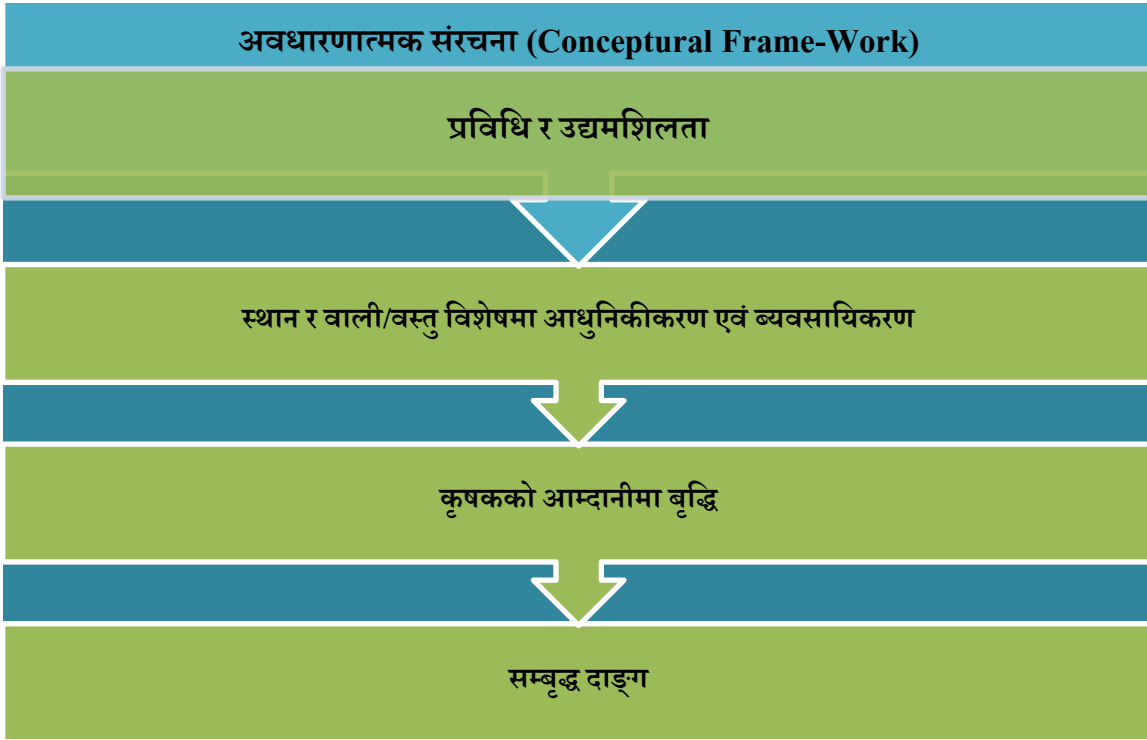 अवधारणात्मक संरचना (Conceptural Frame-Work)
प्रविधि र उद्यमशिलता
स्थान र वाली/वस्तु विशेषमा आधुनिकीकरण एवं ब्यवसायिकरण
कृषकको आम्दानीमा बृद्धि
सम्बृद्ध दाङ्ग